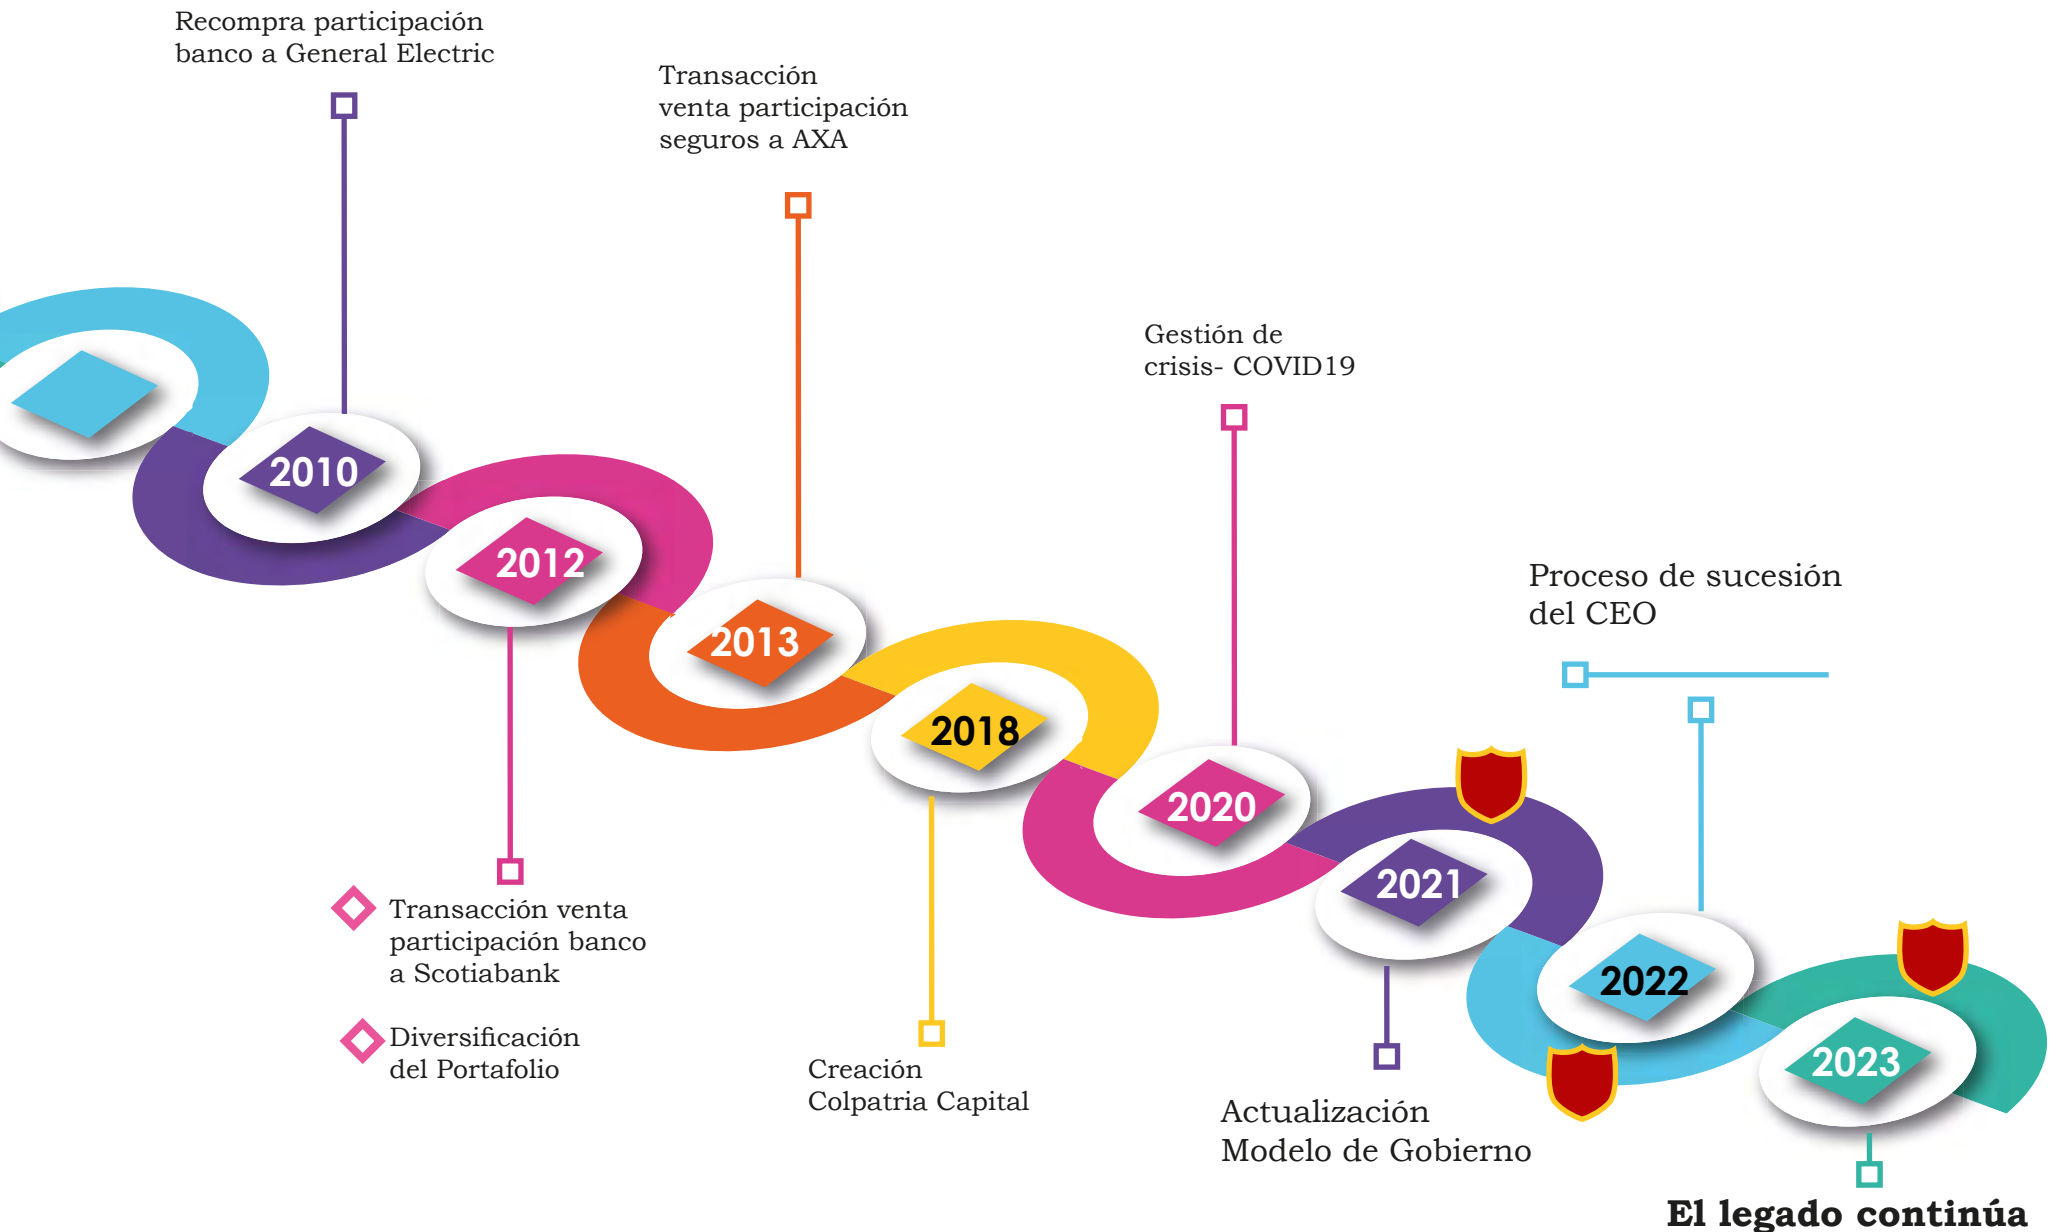 Recompra participación
banco a General Electric
2010
2012
Transacción venta
participación banco
a Scotiabank
Diversificación
del Portafolio
Transacción
venta participación
seguros a AXA
2013
2018
Creación
Colpatria Capital
Gestión de
crisis- COVID19
2020
2021
Actualización
Modelo de Gobierno
Proceso de sucesión
del CEO
2022
2023
El legado continúa